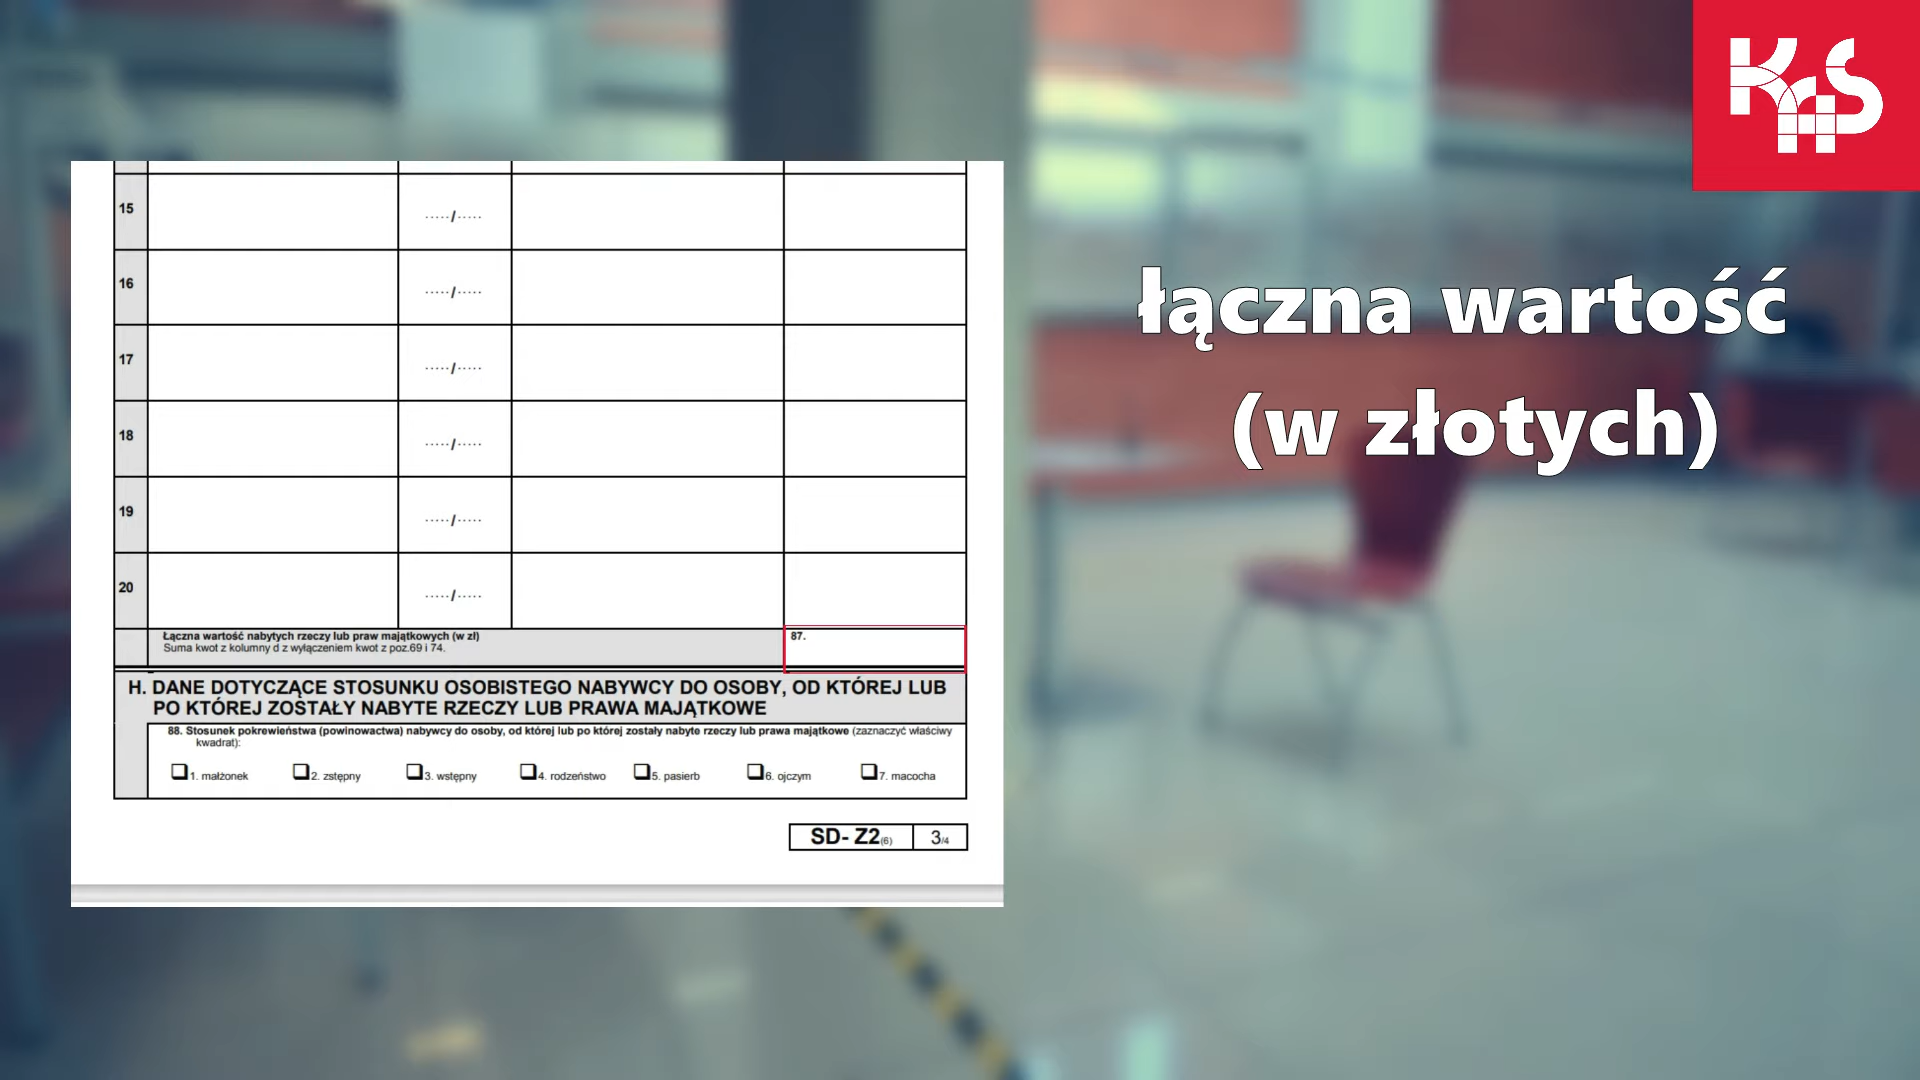 KAS
łączna wartość
(w złotych)
15 ...../.....
16 ...../.....
17 ...../.....
18 ...../.....
19 ...../.....
20 ...../.....
Łączna wartość nabytych rzeczy lub praw majątkowych (w zł)
Suma kwot z kolumny d z wyłączeniem kwot z poz.69 i 74.
87.
H. DANE DOTYCZĄCE STOSUNKU OSOBISTEGO NABYWCY DO OSOBY, OD KTÓREJ LUB
PO KTÓREJ ZOSTAŁY NABYTE RZECZY LUB PRAWA MAJĄTKOWE
88. Stosunek pokrewieństwa (powinowactwa) nabywcy do osoby, od której lub po której zostały nabyte rzeczy lub prawa majątkowe (zaznaczyć właściwy
kwadrat):
1. małżonek 2. zstępny 3. wstępny 4. rodzeństwo 5. pasierb 6. ojczym 7. macocha
SD- Z2(6) 3/4